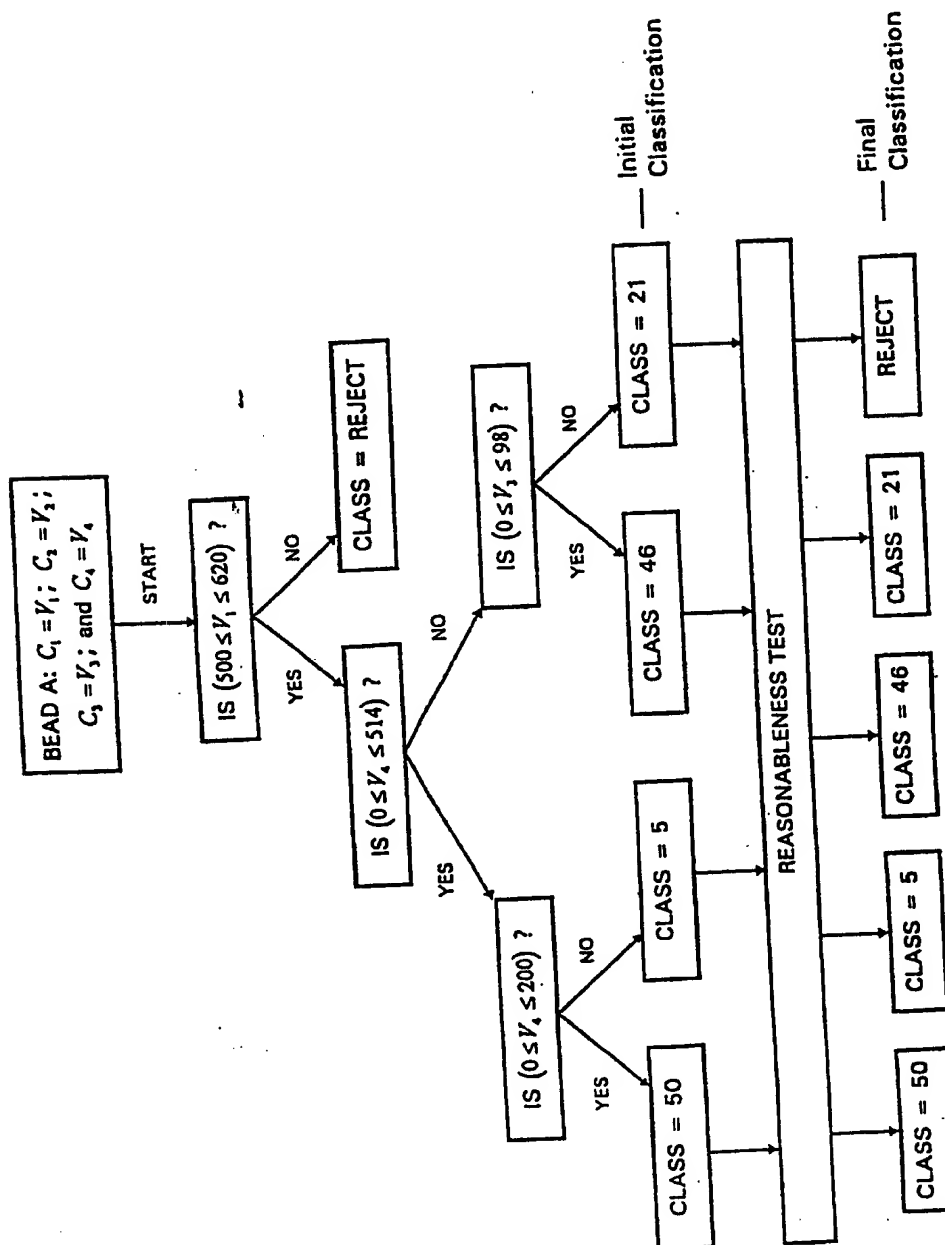 BEAD A: C₁ = V₁; C₂ = V₂;
C₃ = V₃; and C₄ = V₄
START
IS (500 ≤ V₁ ≤ 620) ?
YES
NO
IS (0 ≤ V₄ ≤ 514) ?
CLASS = REJECT
YES
NO
IS (0 ≤ V₄ ≤ 200) ?
IS (0 ≤ V₃ ≤ 98) ?
YES
NO
YES
NO
CLASS = 50
CLASS = 5
CLASS = 46
CLASS = 21
Initial
Classification
REASONABLENESS TEST
CLASS = 50
CLASS = 5
CLASS = 46
CLASS = 21
REJECT
Final
Classification